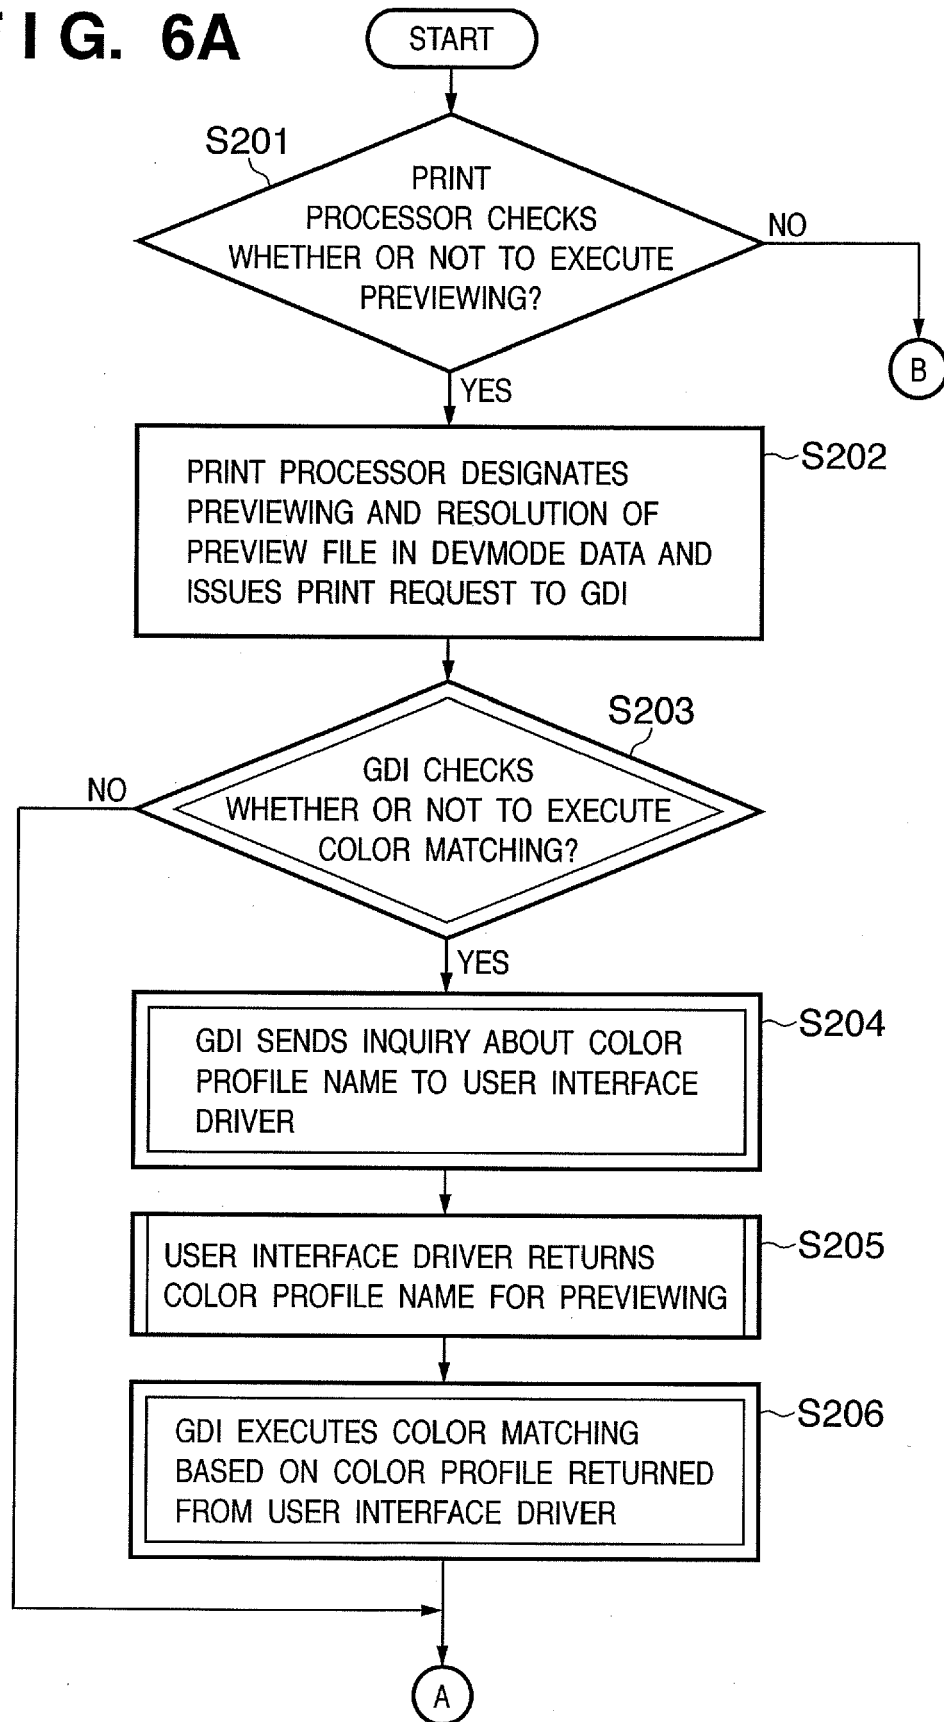 FIG. 6A
START
S201
PRINT
PROCESSOR CHECKS
WHETHER OR NOT TO EXECUTE
PREVIEWING?
NO
B
YES
S202
PRINT PROCESSOR DESIGNATES
PREVIEWING AND RESOLUTION OF
PREVIEW FILE IN DEVMODE DATA AND
ISSUES PRINT REQUEST TO GDI
S203
GDI CHECKS
WHETHER OR NOT TO EXECUTE
COLOR MATCHING?
NO
YES
S204
GDI SENDS INQUIRY ABOUT COLOR
PROFILE NAME TO USER INTERFACE
DRIVER
S205
USER INTERFACE DRIVER RETURNS
COLOR PROFILE NAME FOR PREVIEWING
S206
GDI EXECUTES COLOR MATCHING
BASED ON COLOR PROFILE RETURNED
FROM USER INTERFACE DRIVER
A